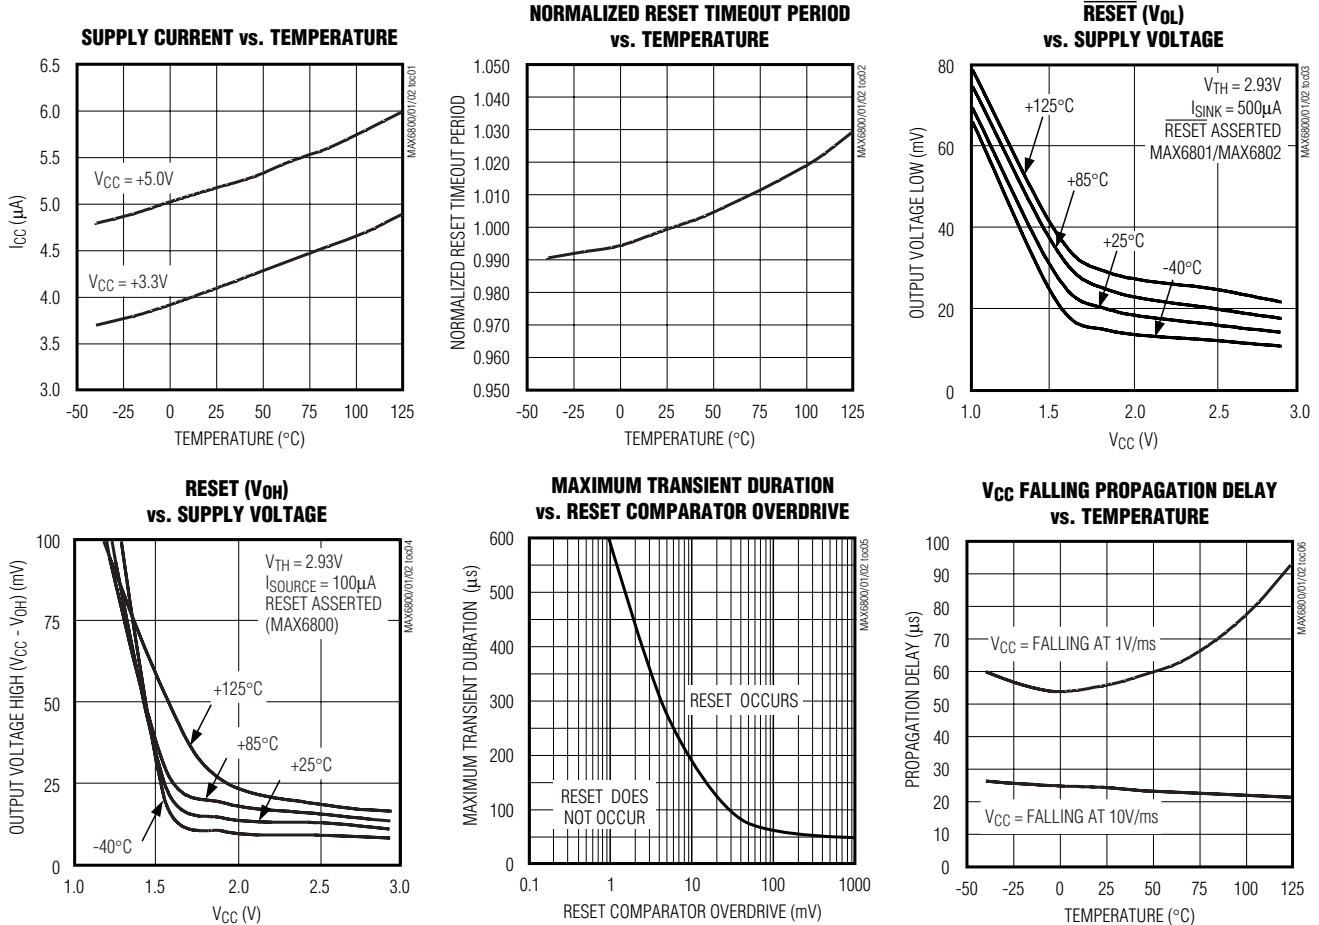 SUPPLY CURRENT vs. TEMPERATURE
6.5
6.0
5.5
5.0
4.5
4.0
3.5
3.0
ICC (μA)
VCC = +5.0V
VCC = +3.3V
-50 -25 0 25 50 75 100 125
TEMPERATURE (°C)
MAX6800/01/02 toc01
NORMALIZED RESET TIMEOUT PERIOD
vs. TEMPERATURE
1.050
1.040
1.030
1.020
1.010
1.000
0.990
0.980
0.970
0.960
0.950
NORMALIZED RESET TIMEOUT PERIOD
-50 -25 0 25 50 75 100 125
TEMPERATURE (°C)
MAX6800/01/02 toc02
RESET (VOL)
vs. SUPPLY VOLTAGE
80
60
40
20
0
OUTPUT VOLTAGE LOW (mV)
VTH = 2.93V
ISINK = 500μA
RESET ASSERTED
MAX6801/MAX6802
+125°C
+85°C
+25°C
-40°C
1.0 1.5 2.0 2.5 3.0
VCC (V)
MAX6800/01/02 toc03
RESET (VOH)
vs. SUPPLY VOLTAGE
100
75
50
25
0
OUTPUT VOLTAGE HIGH (VCC - VOH) (mV)
VTH = 2.93V
ISOURCE = 100μA
RESET ASSERTED
(MAX6800)
+125°C
+85°C
+25°C
-40°C
1.0 1.5 2.0 2.5 3.0
VCC (V)
MAX6800/01/02 toc04
MAXIMUM TRANSIENT DURATION
vs. RESET COMPARATOR OVERDRIVE
600
500
400
300
200
100
0
MAXIMUM TRANSIENT DURATION (μs)
RESET OCCURS
RESET DOES
NOT OCCUR
0.1 1 10 100 1000
RESET COMPARATOR OVERDRIVE (mV)
MAX6800/01/02 toc05
VCC FALLING PROPAGATION DELAY
vs. TEMPERATURE
100
90
80
70
60
50
40
30
20
10
0
PROPAGATION DELAY (μs)
VCC = FALLING AT 1V/ms
VCC = FALLING AT 10V/ms
-50 -25 0 25 50 75 100 125
TEMPERATURE (°C)
MAX6800/01/02 toc06